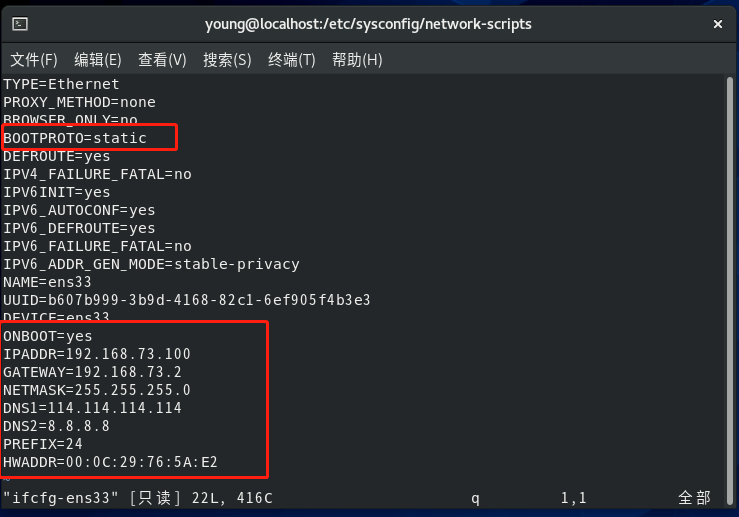 young@localhost:/etc/sysconfig/network-scripts
文件(F) 编辑(E) 查看(V) 搜索(S) 终端(T) 帮助(H)
TYPE=Ethernet
PROXY_METHOD=none
BROWSER_ONLY=no
BOOTPROTO=static
DEFROUTE=yes
IPV4_FAILURE_FATAL=no
IPV6INIT=yes
IPV6_AUTOCONF=yes
IPV6_DEFROUTE=yes
IPV6_FAILURE_FATAL=no
IPV6_ADDR_GEN_MODE=stable-privacy
NAME=ens33
UUID=b607b999-3b9d-4168-82c1-6ef905f4b3e3
DEVICE=ens33
ONBOOT=yes
IPADDR=192.168.73.100
GATEWAY=192.168.73.2
NETMASK=255.255.255.0
DNS1=114.114.114.114
DNS2=8.8.8.8
PREFIX=24
HWADDR=00:0C:29:76:5A:E2
~
"ifcfg-ens33" [只读] 22L, 416C q 1,1 全部